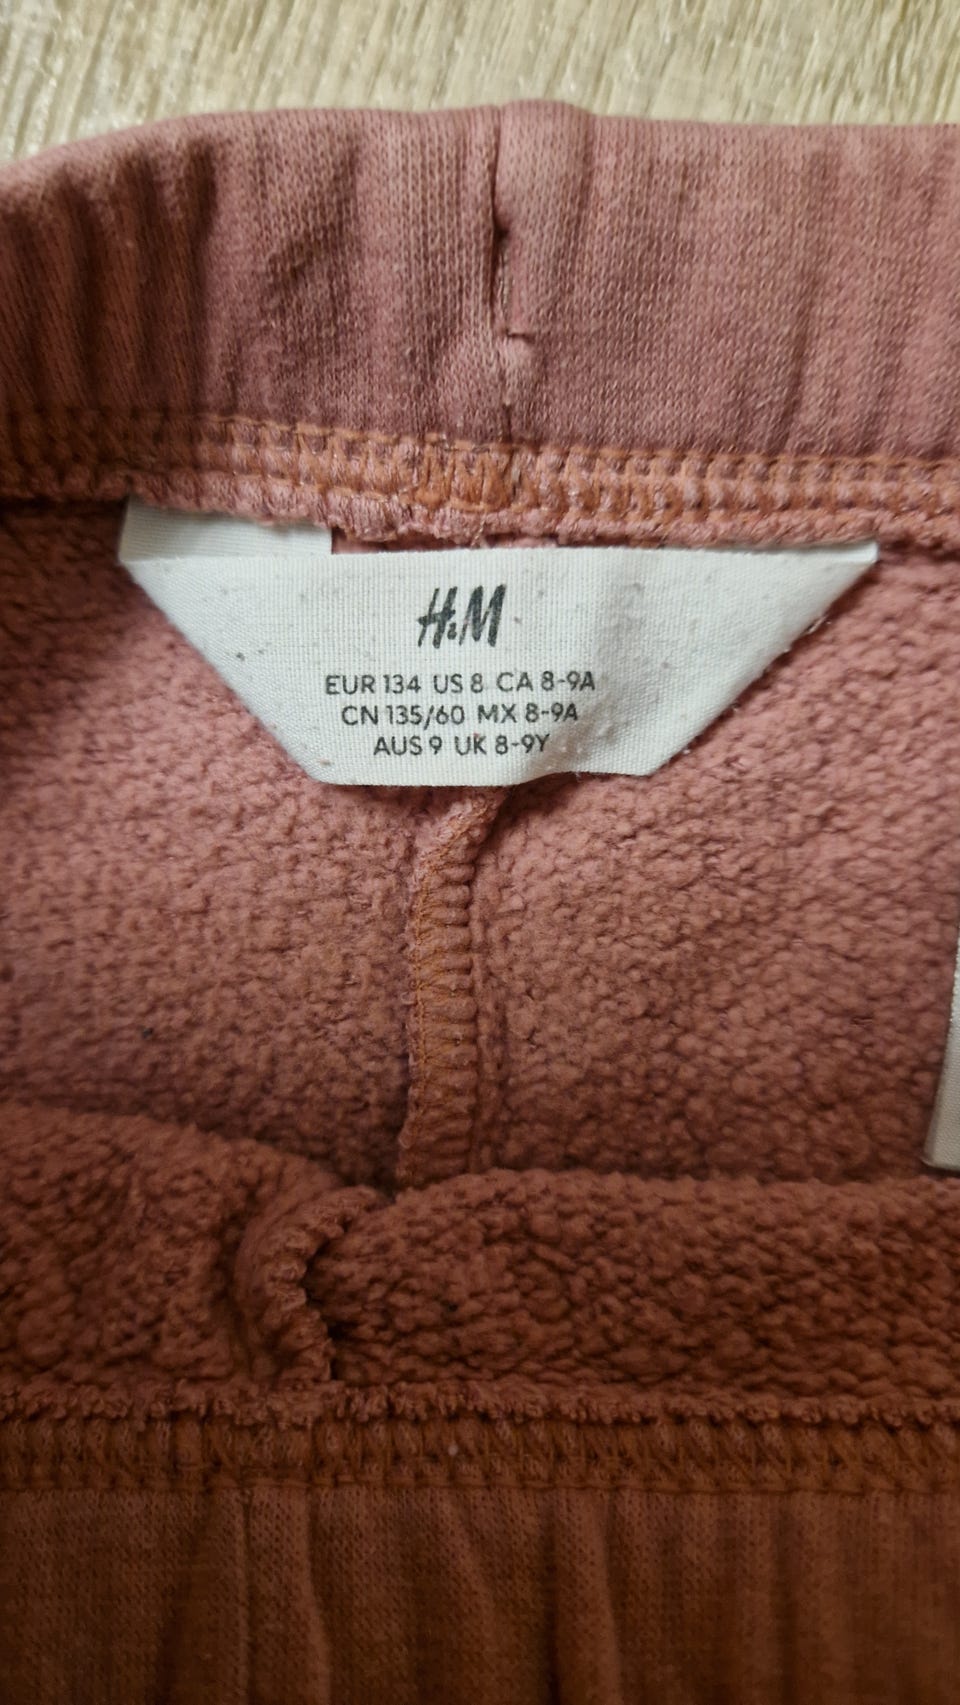 H&M
EUR 134 US 8 CA 8-9A
CN 135/60 MX 8-9A
AUS 9 UK 8-9Y